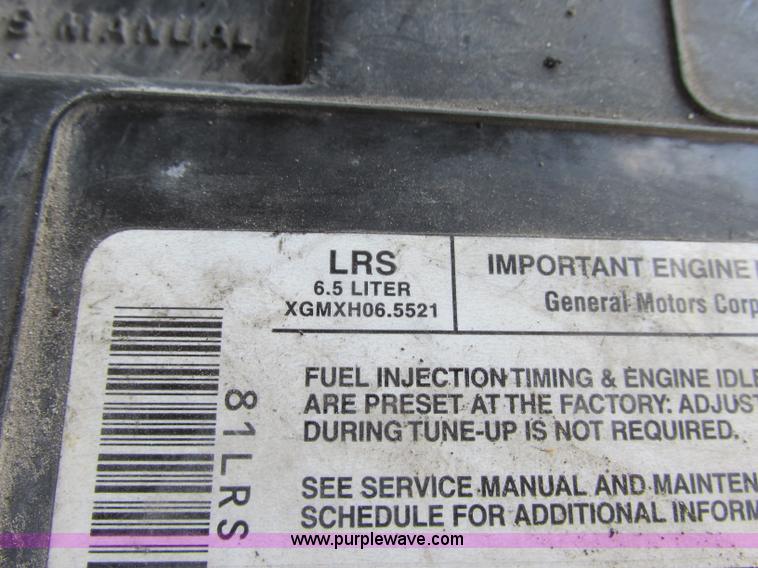 MANUAL
LRS
6.5 LITER
XGMXH06.5521
IMPORTANT ENGINE
General Motors Corp
FUEL INJECTION TIMING & ENGINE IDLE
ARE PRESET AT THE FACTORY. ADJUST
DURING TUNE-UP IS NOT REQUIRED.
SEE SERVICE MANUAL AND MAINTEN
SCHEDULE FOR ADDITIONAL INFORM
81LRS
www.purplewave.com